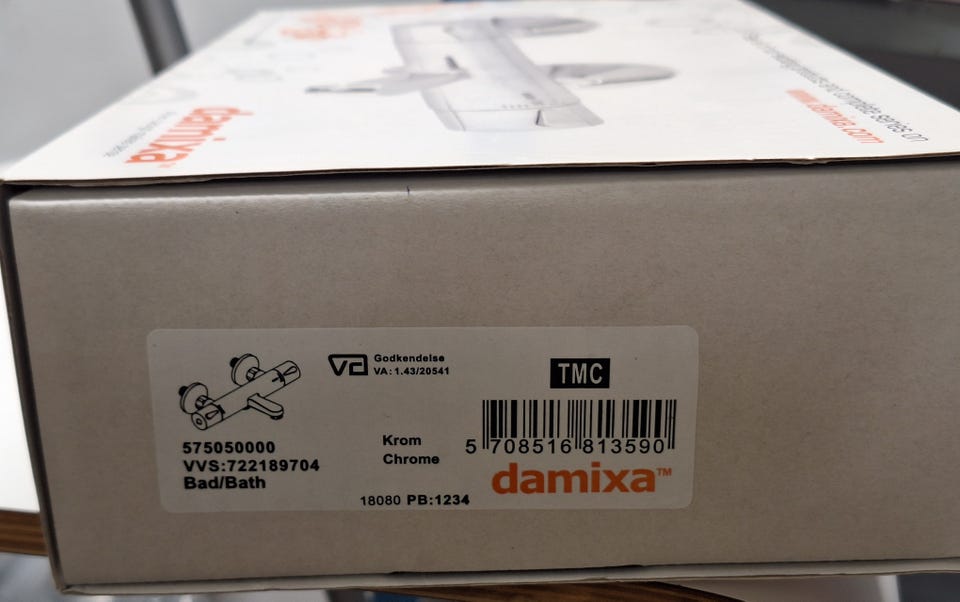 damixa
www.damixa.com
Godkendelse
VA: 1.43/20541
TMC
575050000
VVS:722189704
Bad/Bath
Krom
Chrome
5 708516 813590
damixa™
18080 PB:1234